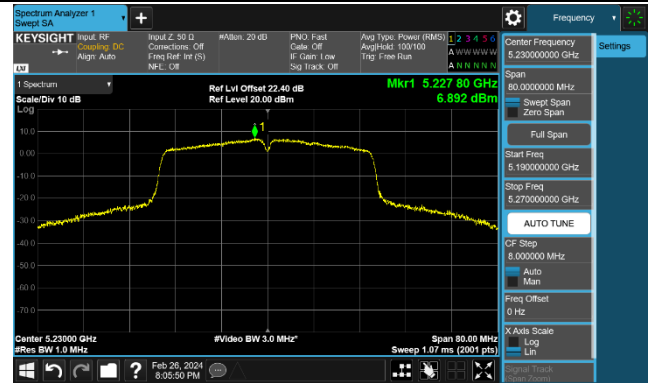 Spectrum Analyzer 1
Swept SA
Frequency
KEYSIGHT
Input: RF
Coupling: DC
Align: Auto
Input Z: 50 Ω
Corrections: Off
Freq Ref: Int (S)
NFE: Off
#Atten: 20 dB
PNO: Fast
Gate: Off
IF Gain: Low
Sig Track: Off
Avg Type: Power (RMS)
Avg|Hold: 100/100
Trig: Free Run
1 2 3 4 5 6
A W W W W W
A N N N N N
LXI
1 Spectrum
Scale/Div 10 dB
Log
Ref Lvl Offset 22.40 dB
Ref Level 20.00 dBm
Mkr1 5.227 80 GHz
6.892 dBm
1
10.0
0.00
-10.0
-20.0
-30.0
-40.0
-50.0
-60.0
-70.0
Center 5.23000 GHz
#Res BW 1.0 MHz
#Video BW 3.0 MHz*
Span 80.00 MHz
Sweep 1.07 ms (2001 pts)
Feb 26, 2024
8:05:50 PM
Center Frequency
5.230000000 GHz
Settings
Span
80.0000000 MHz
Swept Span
Zero Span
Full Span
Start Freq
5.190000000 GHz
Stop Freq
5.270000000 GHz
AUTO TUNE
CF Step
8.000000 MHz
Auto
Man
Freq Offset
0 Hz
X Axis Scale
Log
Lin
Signal Track
(Span Zoom)